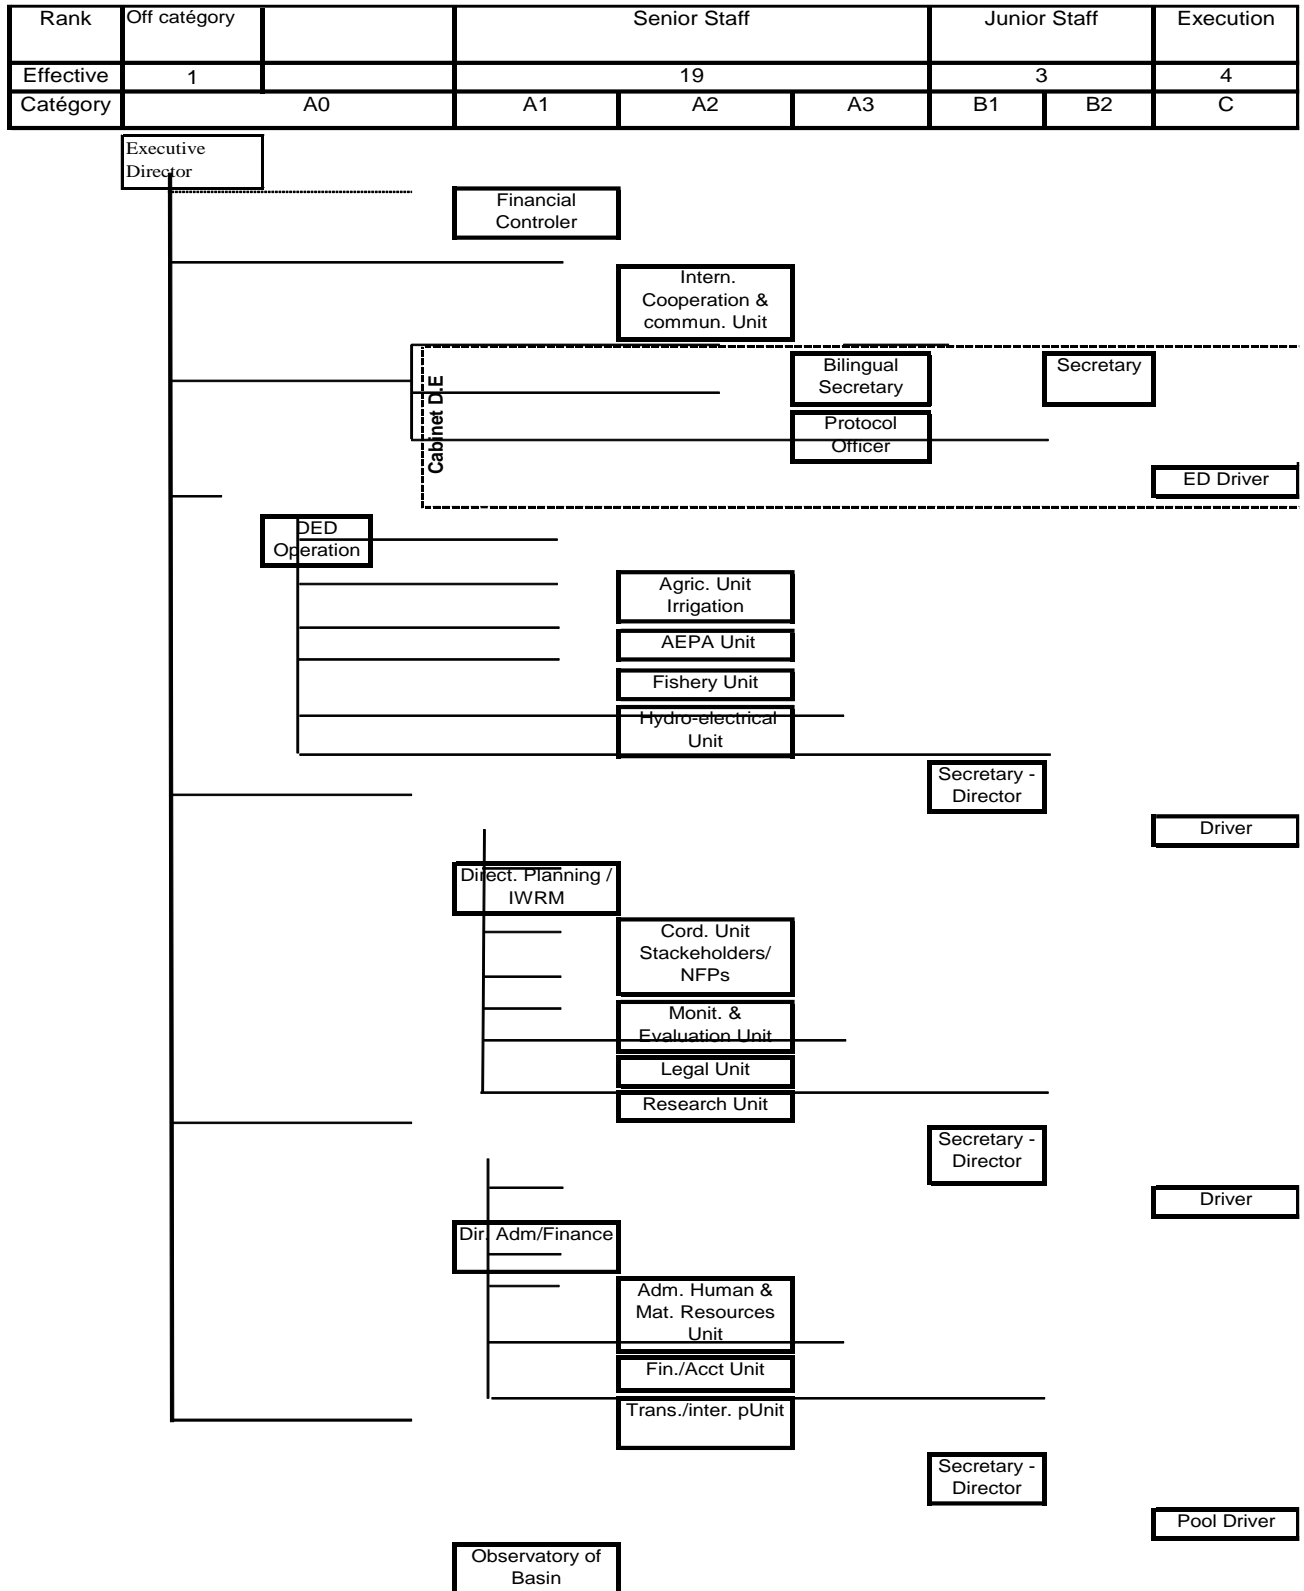 Rank Off catégory Senior Staff Junior Staff Execution
Effective 1 19 3 4
Catégory A0 A1 A2 A3 B1 B2 C
Executive
Director
Financial
Controler
Intern.
Cooperation &
commun. Unit
Cabinet D.E
Bilingual
Secretary
Secretary
Protocol
Officer
ED Driver
DED
Operation
Agric. Unit
Irrigation
AEPA Unit
Fishery Unit
Hydro-electrical
Unit
Secretary -
Director
Driver
Direct. Planning /
IWRM
Cord. Unit
Stackeholders/
NFPs
Monit. &
Evaluation Unit
Legal Unit
Research Unit
Secretary -
Director
Driver
Dir. Adm/Finance
Adm. Human &
Mat. Resources
Unit
Fin./Acct Unit
Trans./inter. pUnit
Secretary -
Director
Pool Driver
Observatory of
Basin